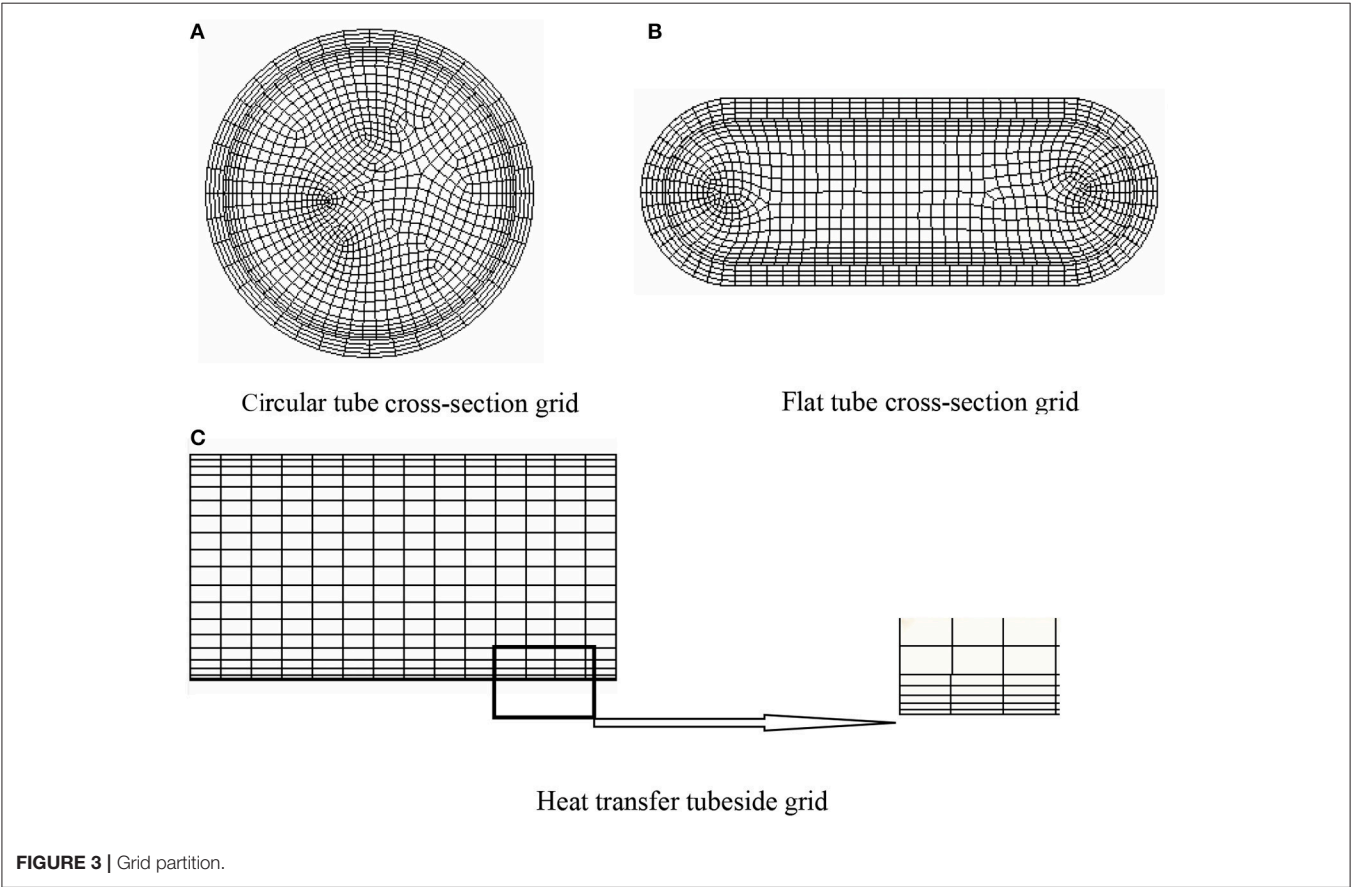 A
B
Circular tube cross-section grid
Flat tube cross-section grid
C
Heat transfer tubeside grid
FIGURE 3 | Grid partition.